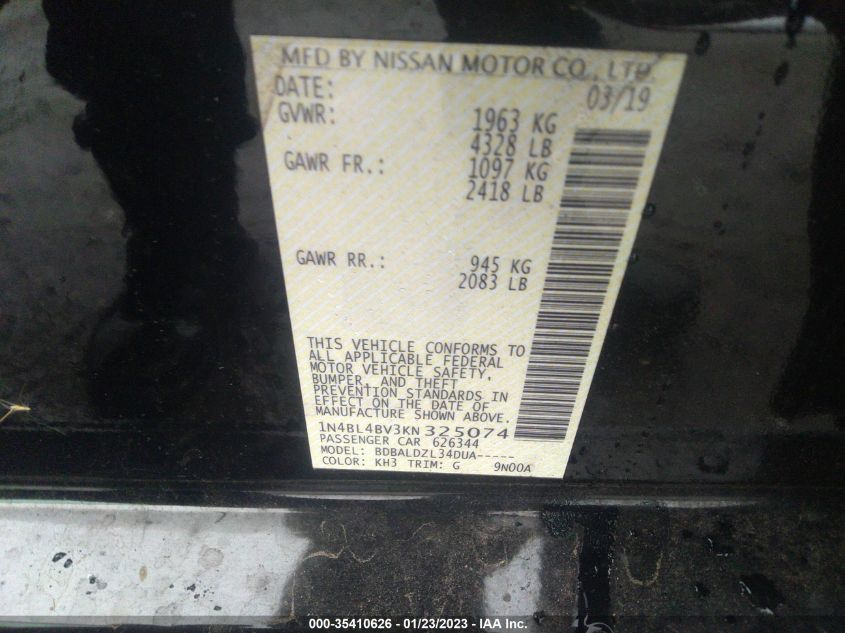 MFD BY NISSAN MOTOR CO., LTD.
DATE: 03/19
GVWR: 1963 KG
4328 LB
GAWR FR.: 1097 KG
2418 LB
GAWR RR.: 945 KG
2083 LB
THIS VEHICLE CONFORMS TO
ALL APPLICABLE FEDERAL
MOTOR VEHICLE SAFETY,
BUMPER, AND THEFT
PREVENTION STANDARDS IN
EFFECT ON THE DATE OF
MANUFACTURE SHOWN ABOVE.
1N4BL4BV3KN325074
PASSENGER CAR 626344
MODEL: BDBALDZL34DUA-----
COLOR: KH3 TRIM: G 9N00A
000-35410626 - 01/23/2023 - IAA Inc.